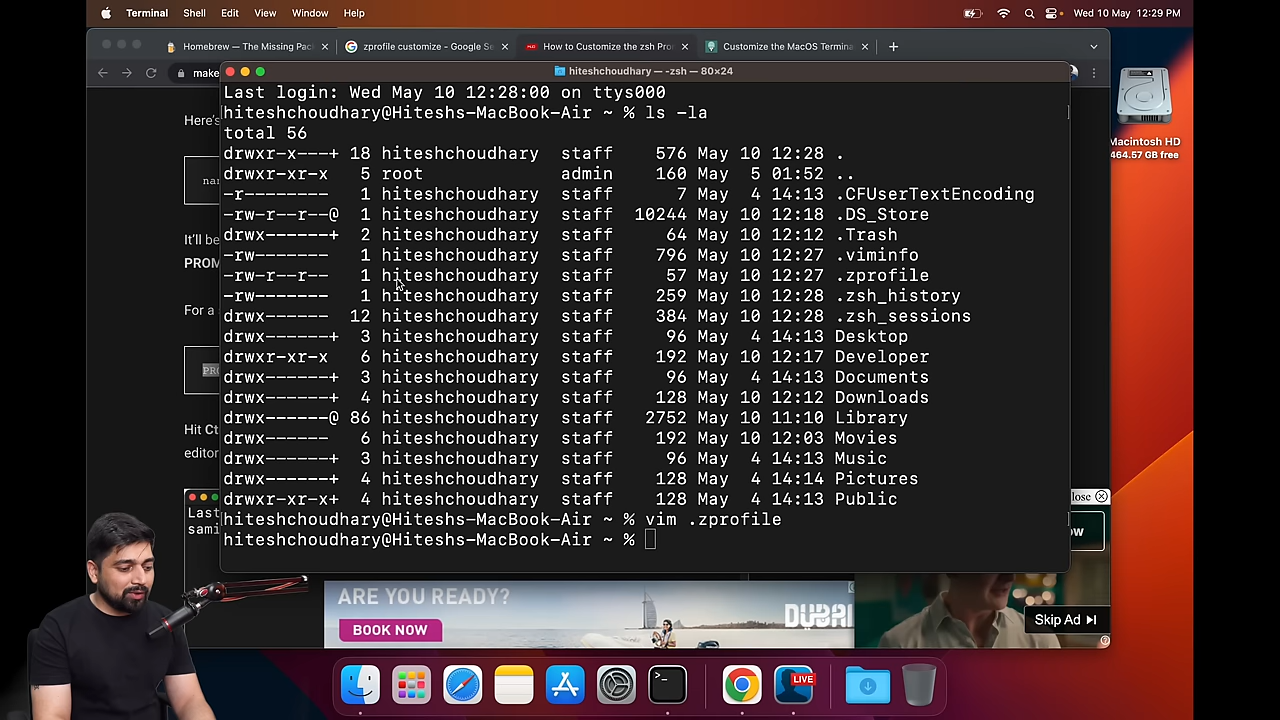 Terminal Shell Edit View Window Help Wed 10 May 12:29 PM
Homebrew — The Missing Pac
zprofile customize - Google Se
How to Customize the zsh Pro
Customize the MacOS Termina
make
hiteshchoudhary — -zsh — 80×24
Last login: Wed May 10 12:28:00 on ttys000
hiteshchoudhary@Hiteshs-MacBook-Air ~ % ls -la
total 56
drwxr-x---+ 18 hiteshchoudhary staff 576 May 10 12:28 .
drwxr-xr-x 5 root admin 160 May 5 01:52 ..
-r-------- 1 hiteshchoudhary staff 7 May 4 14:13 .CFUserTextEncoding
-rw-r--r--@ 1 hiteshchoudhary staff 10244 May 10 12:18 .DS_Store
drwx------+ 2 hiteshchoudhary staff 64 May 10 12:12 .Trash
-rw------- 1 hiteshchoudhary staff 796 May 10 12:27 .viminfo
-rw-r--r-- 1 hiteshchoudhary staff 57 May 10 12:27 .zprofile
-rw------- 1 hiteshchoudhary staff 259 May 10 12:28 .zsh_history
drwx------ 12 hiteshchoudhary staff 384 May 10 12:28 .zsh_sessions
drwx------+ 3 hiteshchoudhary staff 96 May 4 14:13 Desktop
drwxr-xr-x 6 hiteshchoudhary staff 192 May 10 12:17 Developer
drwx------+ 3 hiteshchoudhary staff 96 May 4 14:13 Documents
drwx------+ 4 hiteshchoudhary staff 128 May 10 12:12 Downloads
drwx------@ 86 hiteshchoudhary staff 2752 May 10 11:10 Library
drwx------ 6 hiteshchoudhary staff 192 May 10 12:03 Movies
drwx------+ 3 hiteshchoudhary staff 96 May 4 14:13 Music
drwx------+ 4 hiteshchoudhary staff 128 May 4 14:14 Pictures
drwxr-xr-x+ 4 hiteshchoudhary staff 128 May 4 14:13 Public
hiteshchoudhary@Hiteshs-MacBook-Air ~ % vim .zprofile
hiteshchoudhary@Hiteshs-MacBook-Air ~ %
Macintosh HD
464.57 GB free
Here's
nan
It'll be
PROM
For a
PRO
Hit Ct
editor
Last
sami
lose
ow
ARE YOU READY?
BOOK NOW
DUBAI
Skip Ad
LIVE